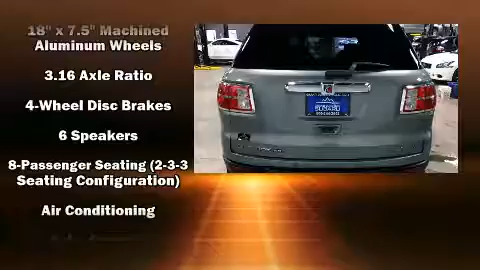 18" x 7.5" Machined
Aluminum Wheels
3.16 Axle Ratio
4-Wheel Disc Brakes
6 Speakers
8-Passenger Seating (2-3-3
Seating Configuration)
Air Conditioning